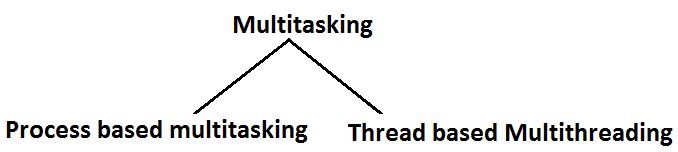 Multitasking
Process based multitasking
Thread based Multithreading